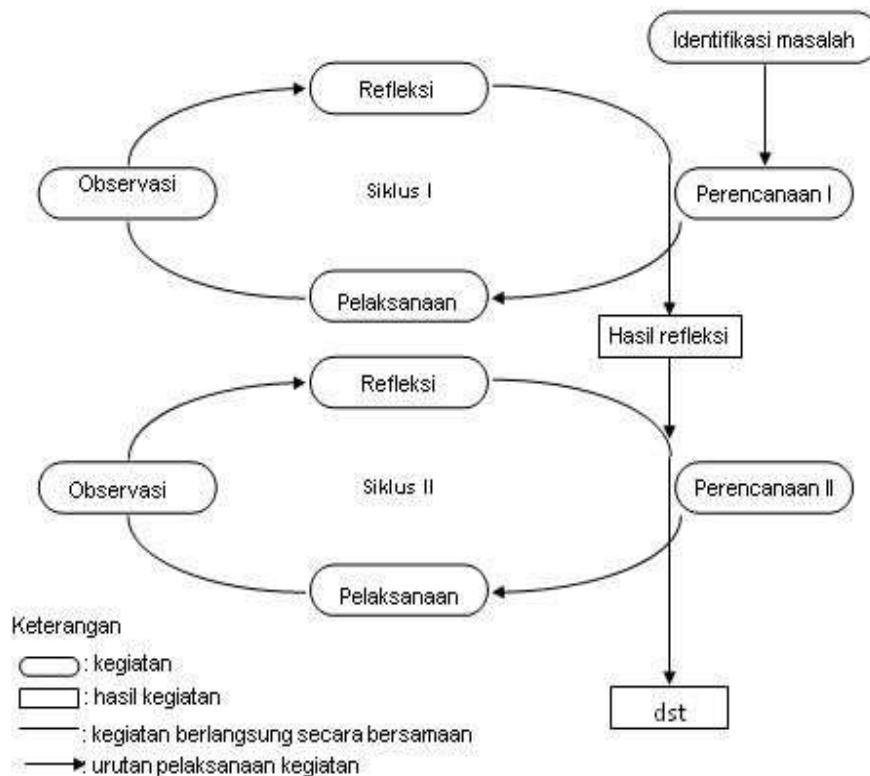 Identifikasi masalah
Refleksi
Observasi
Siklus I
Perencanaan I
Pelaksanaan
Hasil refleksi
Refleksi
Observasi
Siklus II
Perencanaan II
Pelaksanaan
Keterangan
: kegiatan
: hasil kegiatan
: kegiatan berlangsung secara bersamaan
: urutan pelaksanaan kegiatan
dst